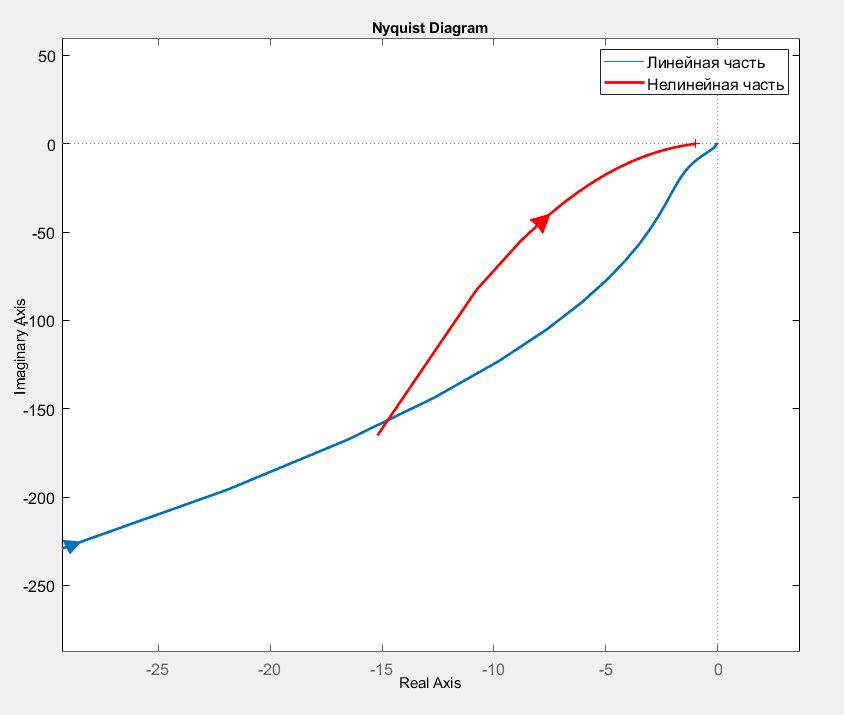 Nyquist Diagram
Линейная часть
Нелинейная часть
50
0
-50
-100
-150
-200
-250
Imaginary Axis
-25
-20
-15
-10
-5
0
Real Axis